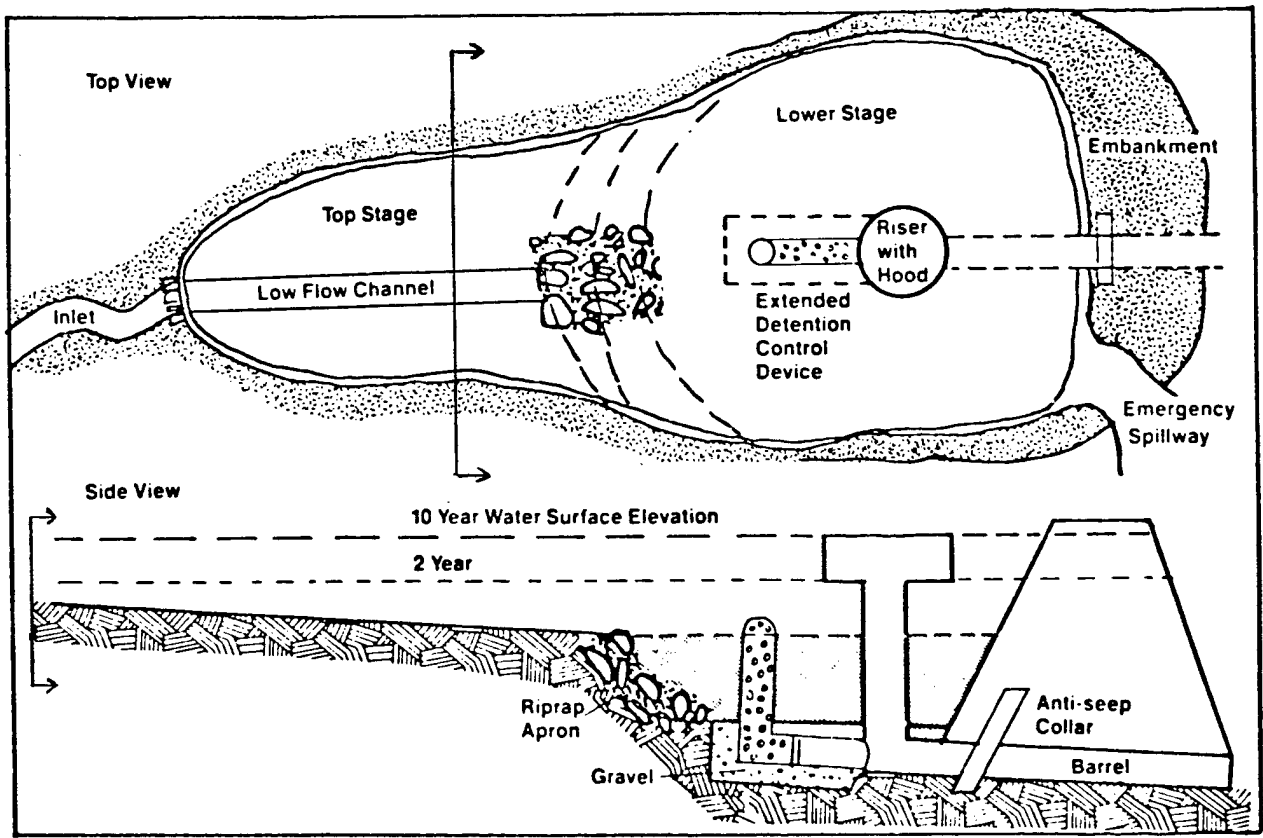 Top View
Lower Stage
Embankment
Top Stage
Riser
with
Hood
Low Flow Channel
Inlet
Extended
Detention
Control
Device
Emergency
Spillway
Side View
10 Year Water Surface Elevation
2 Year
Riprap
Apron
Anti-seep
Collar
Gravel
Barrel